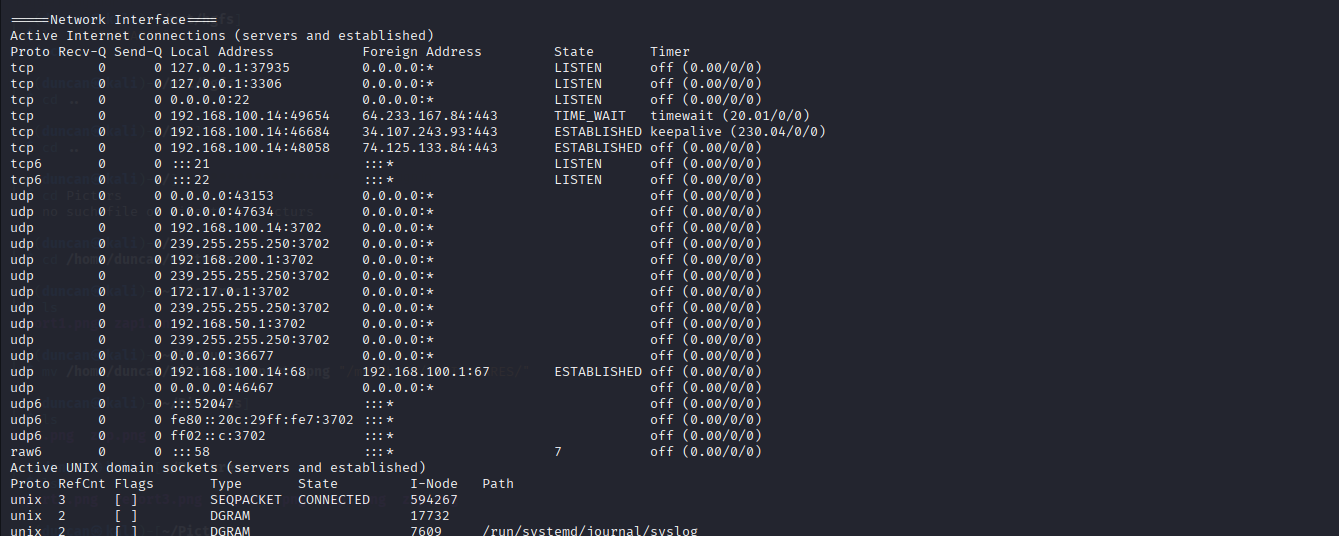 =====Network Interface====
Active Internet connections (servers and established)
Proto Recv-Q Send-Q Local Address           Foreign Address         State       Timer
tcp        0      0 127.0.0.1:37935         0.0.0.0:*               LISTEN      off (0.00/0/0)
tcp        0      0 127.0.0.1:3306          0.0.0.0:*               LISTEN      off (0.00/0/0)
tcp        0      0 0.0.0.0:22              0.0.0.0:*               LISTEN      off (0.00/0/0)
tcp        0      0 192.168.100.14:49654    64.233.167.84:443       TIME_WAIT   timewait (20.01/0/0)
tcp        0      0 192.168.100.14:46684    34.107.243.93:443       ESTABLISHED keepalive (230.04/0/0)
tcp        0      0 192.168.100.14:48058    74.125.133.84:443       ESTABLISHED off (0.00/0/0)
tcp6       0      0 :::21                   :::*                    LISTEN      off (0.00/0/0)
tcp6       0      0 :::22                   :::*                    LISTEN      off (0.00/0/0)
udp        0      0 0.0.0.0:43153           0.0.0.0:*                           off (0.00/0/0)
udp        0      0 0.0.0.0:47634           0.0.0.0:*                           off (0.00/0/0)
udp        0      0 192.168.100.14:3702     0.0.0.0:*                           off (0.00/0/0)
udp        0      0 239.255.255.250:3702    0.0.0.0:*                           off (0.00/0/0)
udp        0      0 192.168.200.1:3702      0.0.0.0:*                           off (0.00/0/0)
udp        0      0 239.255.255.250:3702    0.0.0.0:*                           off (0.00/0/0)
udp        0      0 172.17.0.1:3702         0.0.0.0:*                           off (0.00/0/0)
udp        0      0 239.255.255.250:3702    0.0.0.0:*                           off (0.00/0/0)
udp        0      0 192.168.50.1:3702       0.0.0.0:*                           off (0.00/0/0)
udp        0      0 239.255.255.250:3702    0.0.0.0:*                           off (0.00/0/0)
udp        0      0 0.0.0.0:36677           0.0.0.0:*                           off (0.00/0/0)
udp        0      0 192.168.100.14:68       192.168.100.1:67        ESTABLISHED off (0.00/0/0)
udp        0      0 0.0.0.0:46467           0.0.0.0:*                           off (0.00/0/0)
udp6       0      0 :::52047                :::*                                off (0.00/0/0)
udp6       0      0 fe80::20c:29ff:fe7:3702 :::*                                off (0.00/0/0)
udp6       0      0 ff02::c:3702            :::*                                off (0.00/0/0)
raw6       0      0 :::58                   :::*                    7           off (0.00/0/0)
Active UNIX domain sockets (servers and established)
Proto RefCnt Flags       Type       State         I-Node   Path
unix  3      [ ]         SEQPACKET  CONNECTED     594267
unix  2      [ ]         DGRAM                    17732
unix  2      [ ]         DGRAM                    7609     /run/systemd/journal/syslog